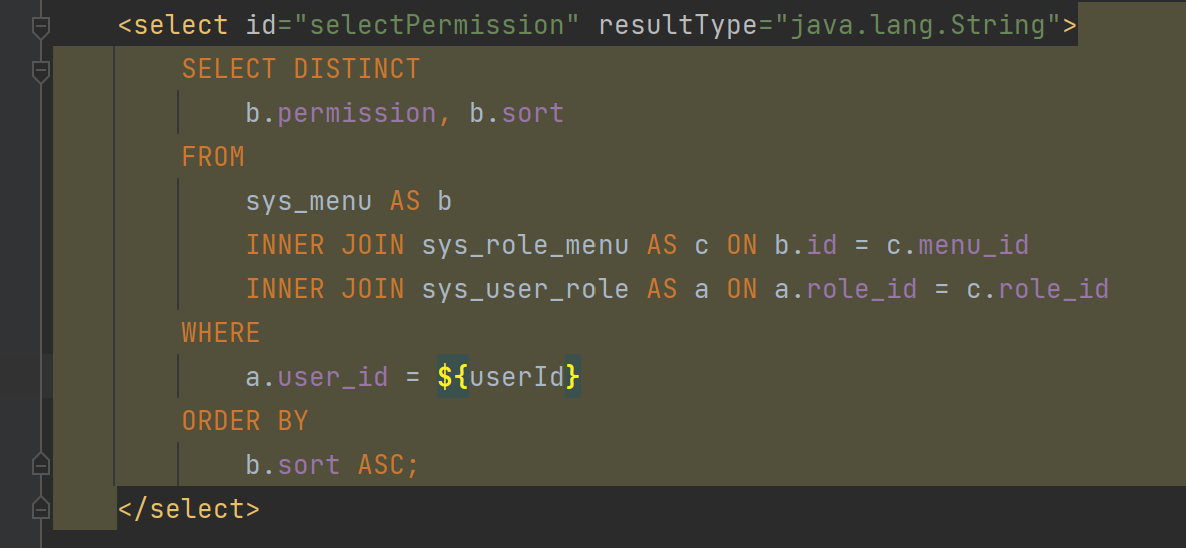 <select id="selectPermission" resultType="java.lang.String">
SELECT DISTINCT
b.permission, b.sort
FROM
sys_menu AS b
INNER JOIN sys_role_menu AS c ON b.id = c.menu_id
INNER JOIN sys_user_role AS a ON a.role_id = c.role_id
WHERE
a.user_id = ${userId}
ORDER BY
b.sort ASC;
</select>